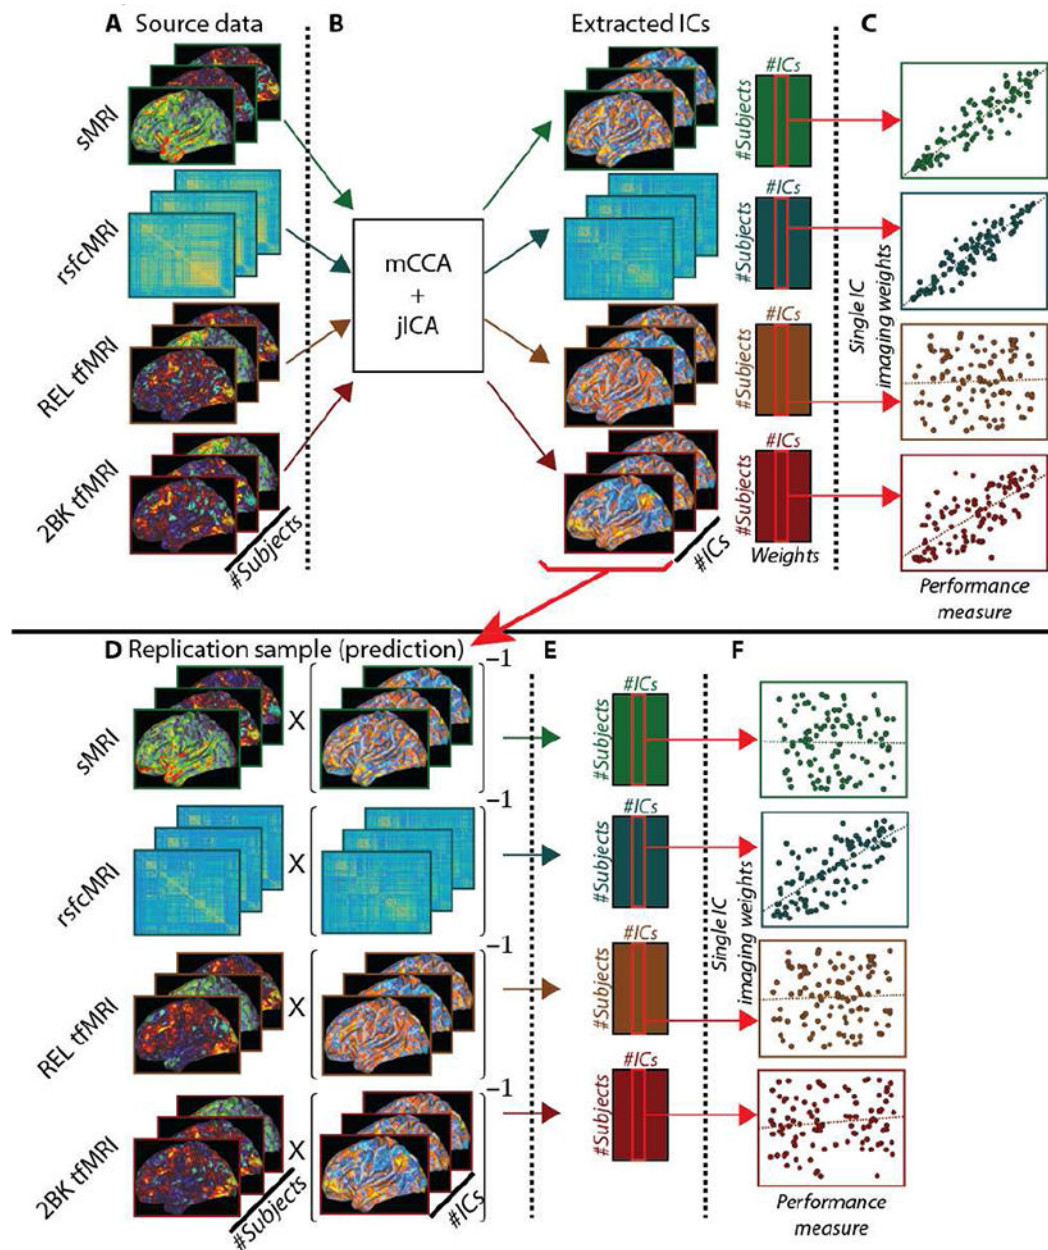 A Source data
B
Extracted ICs
C
sMRI
rsfcMRI
REL tfMRI
2BK tfMRI
#Subjects
mCCA
+
jICA
#ICs
#ICs
#Subjects
#ICs
#Subjects
#ICs
#Subjects
#ICs
#Subjects
Weights
Single IC
imaging weights
Performance
measure
D Replication sample (prediction)
E
F
sMRI
X
-1
rsfcMRI
X
-1
REL tfMRI
X
-1
2BK tfMRI
X
-1
#Subjects
#ICs
#ICs
#Subjects
#ICs
#Subjects
#ICs
#Subjects
#ICs
#Subjects
Single IC
imaging weights
Performance
measure